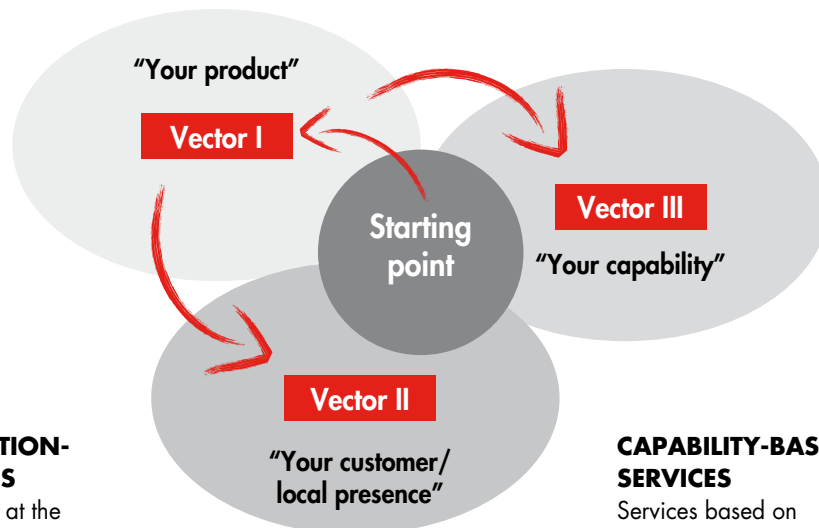 “Your product”
Vector I
Starting
point
Vector III
“Your capability”
Vector II
“Your customer/
local presence”
TION-
S
at the
CAPABILITY-BAS
SERVICES
Services based on